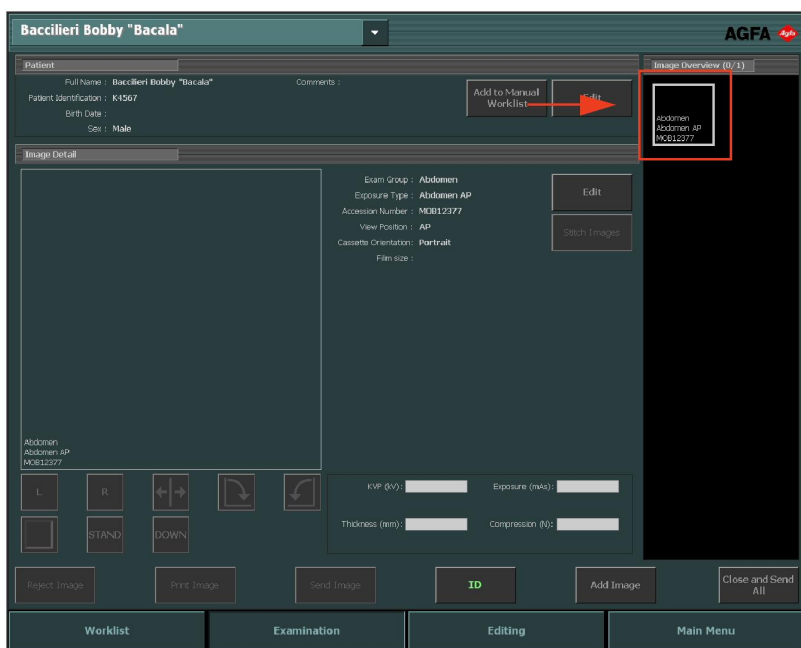 Baccilieri Bobby "Bacala"
AGFA Agfa
Patient
Full Name : Baccilieri Bobby "Bacala"
Comments :
Patient Identification : K4567
Birth Date :
Sex : Male
Add to Manual
Worklist
Edit
Image Overview (0/1)
Abdomen
Abdomen AP
MOB12377
Image Detail
Exam Group : Abdomen
Exposure Type : Abdomen AP
Accession Number : MOB12377
View Position : AP
Cassette Orientation: Portrait
Film size :
Edit
Stitch Images
Abdomen
Abdomen AP
MOB12377
L
R
STAND
DOWN
KVP (kV):
Exposure (mAs):
Thickness (mm):
Compression (N):
Reject Image
Print Image
Send Image
ID
Add Image
Close and Send
All
Worklist
Examination
Editing
Main Menu